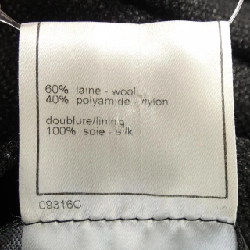 60% laine - wool
40% polyamide - nylon
doublure/lining
100% soie - silk
C9316C